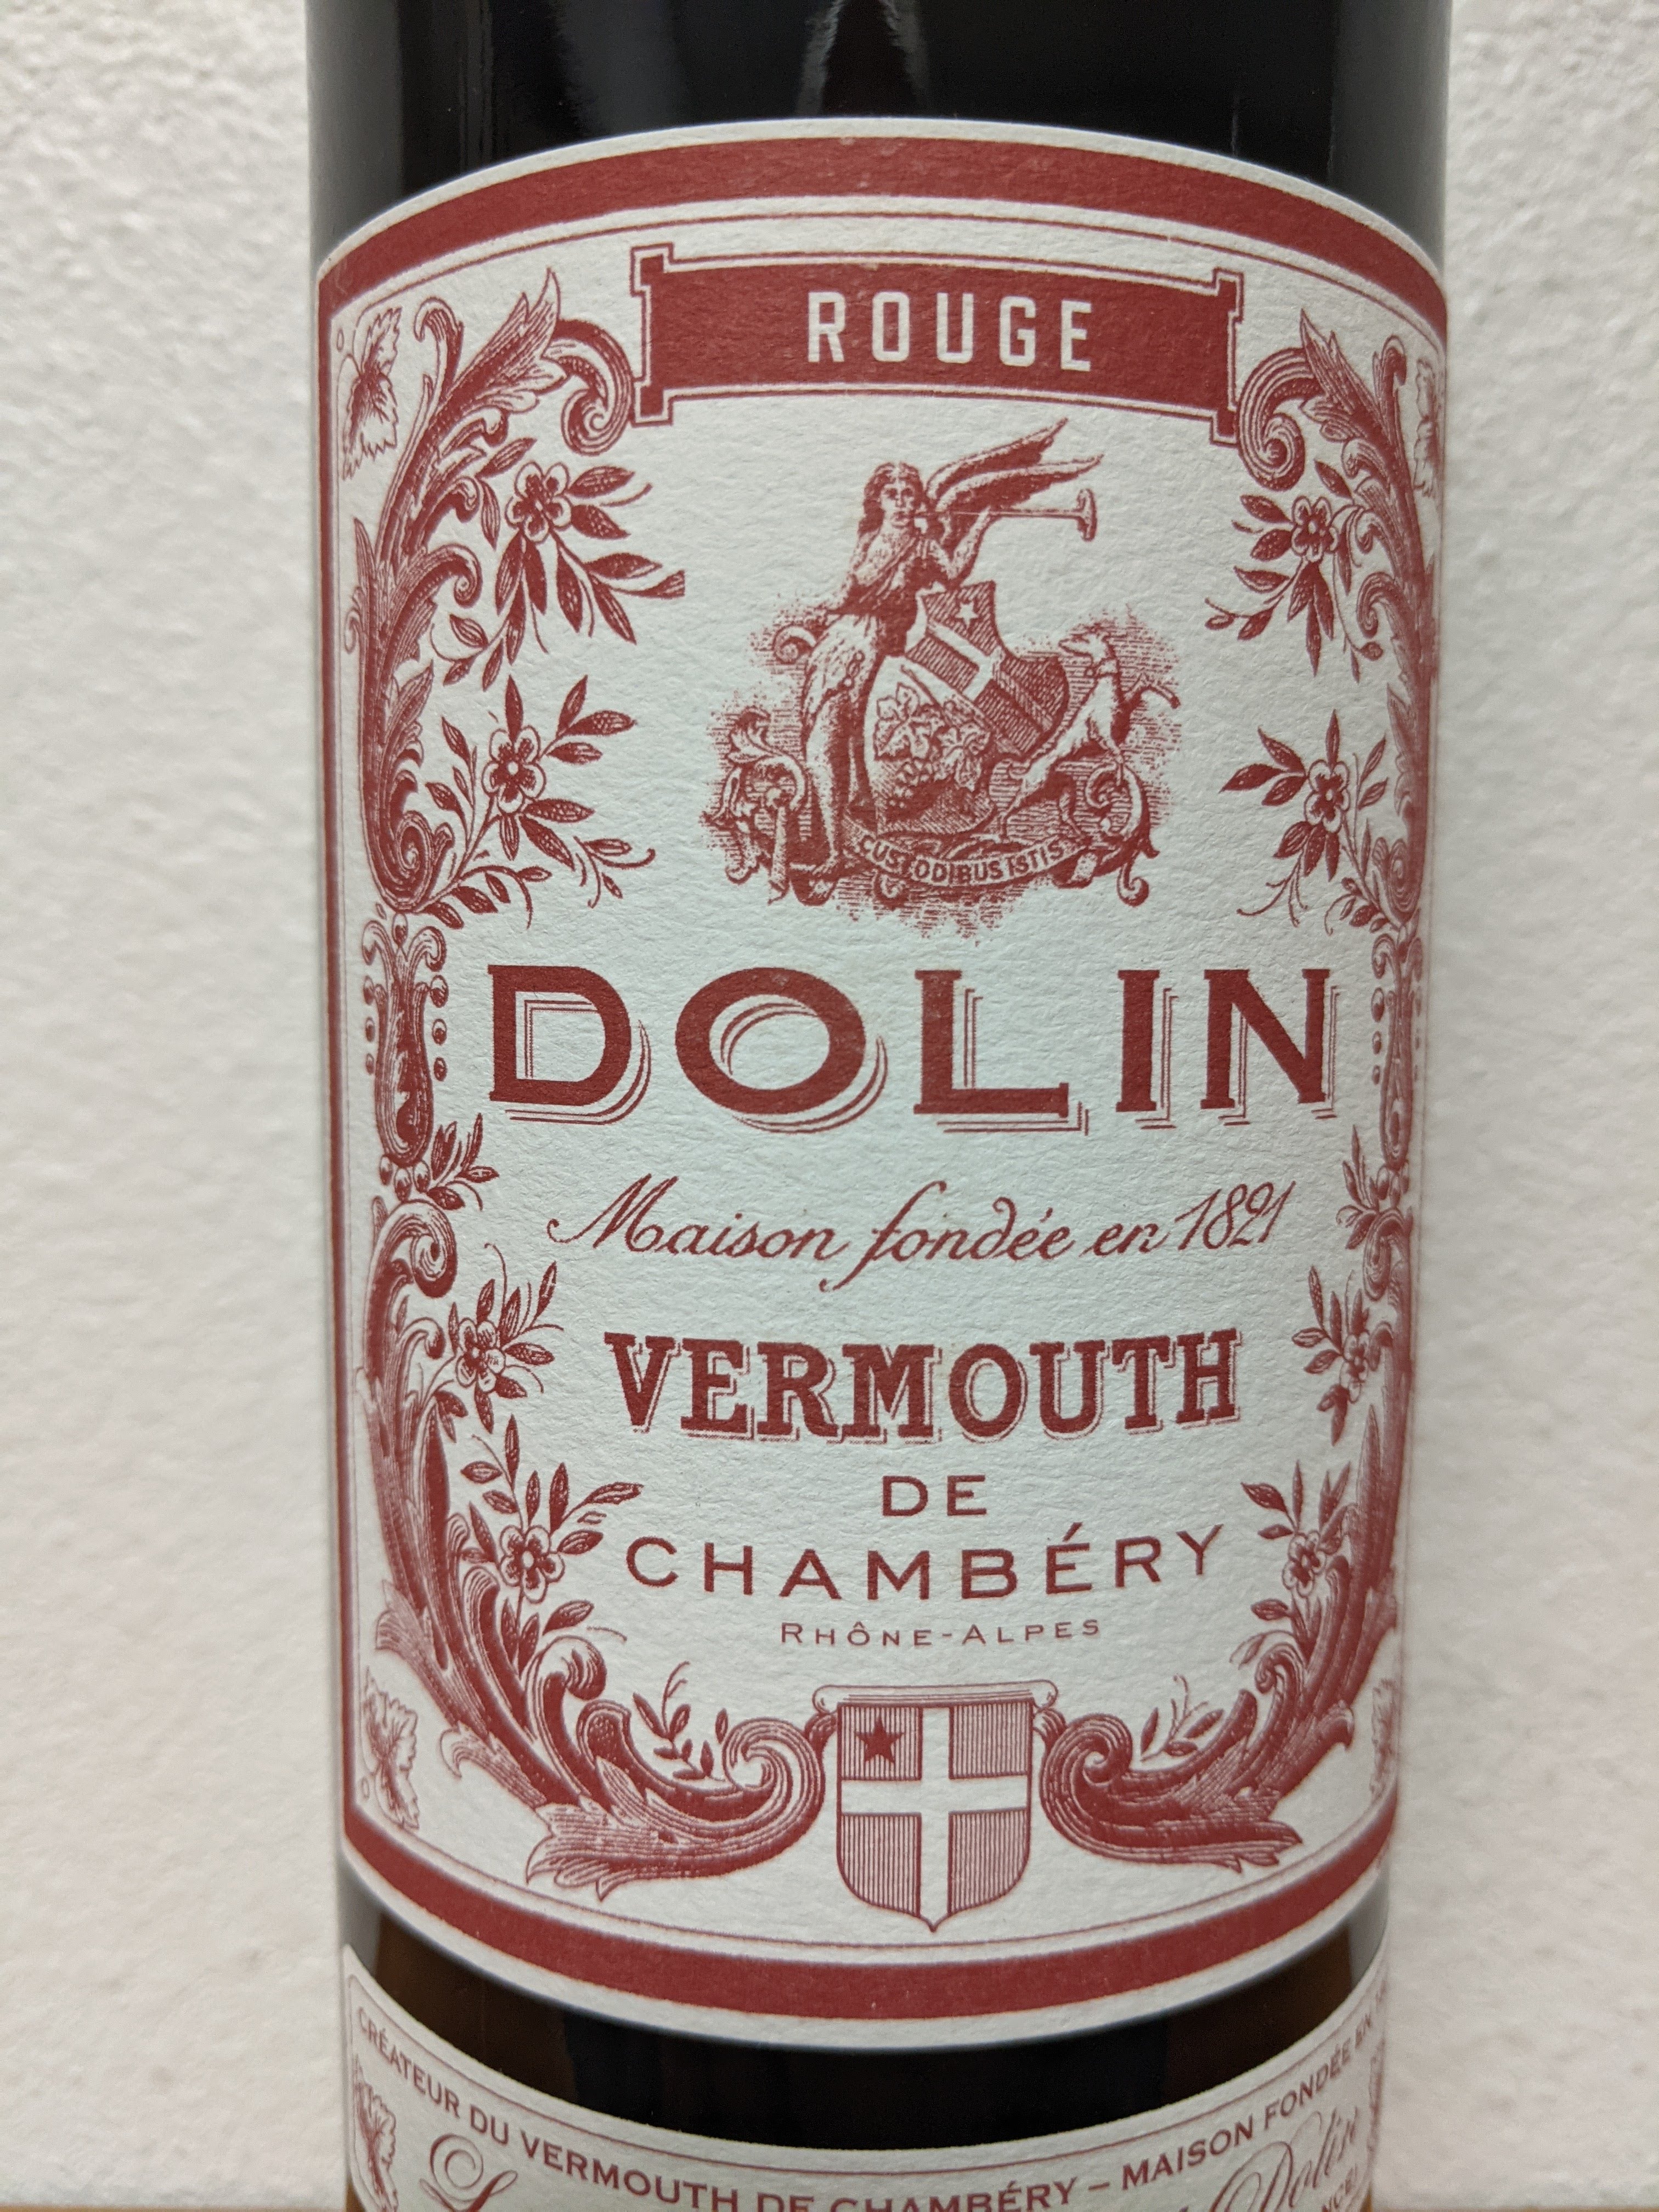 ROUGE
CUSTODIBUS ISTIS
DOLIN
Maison fondée en 1821
VERMOUTH
DE
CHAMBÉRY
RHÔNE-ALPES
CRÉATEUR DU VERMOUTH DE CHAMBÉRY – MAISON FONDÉE EN
Dolin